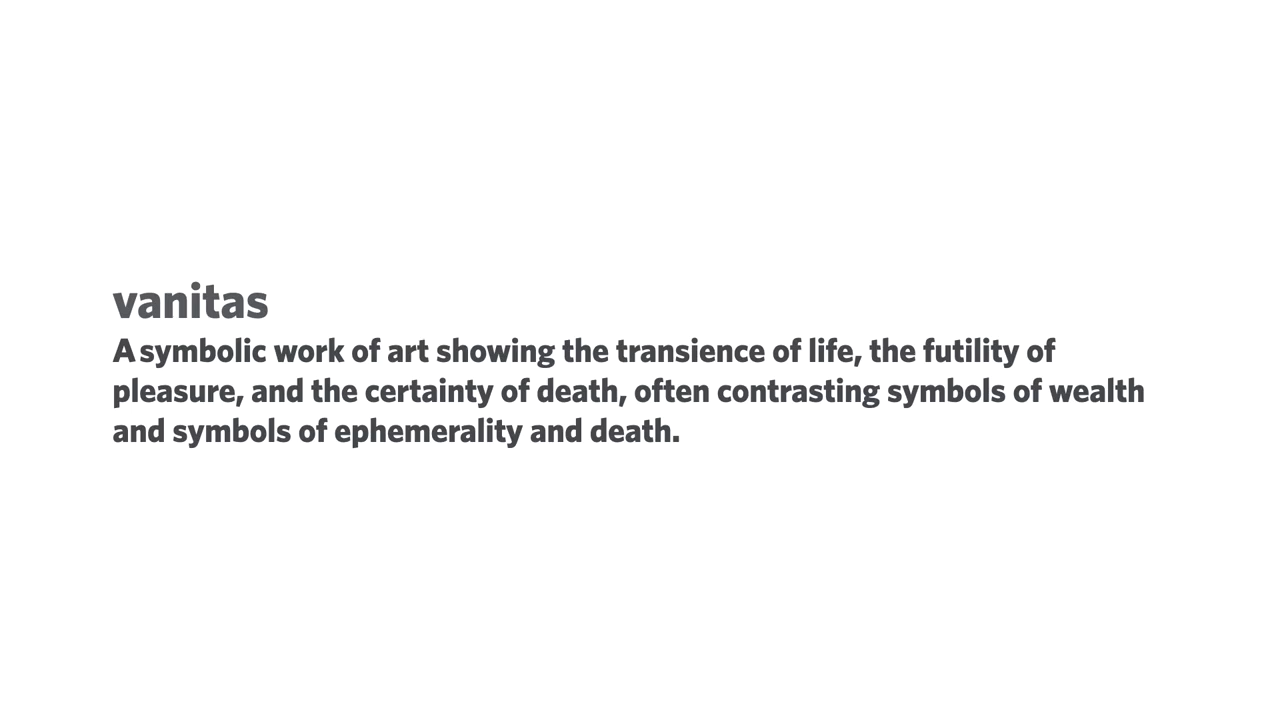 vanitas
A symbolic work of art showing the transience of life, the futility of
pleasure, and the certainty of death, often contrasting symbols of wealth
and symbols of ephemerality and death.